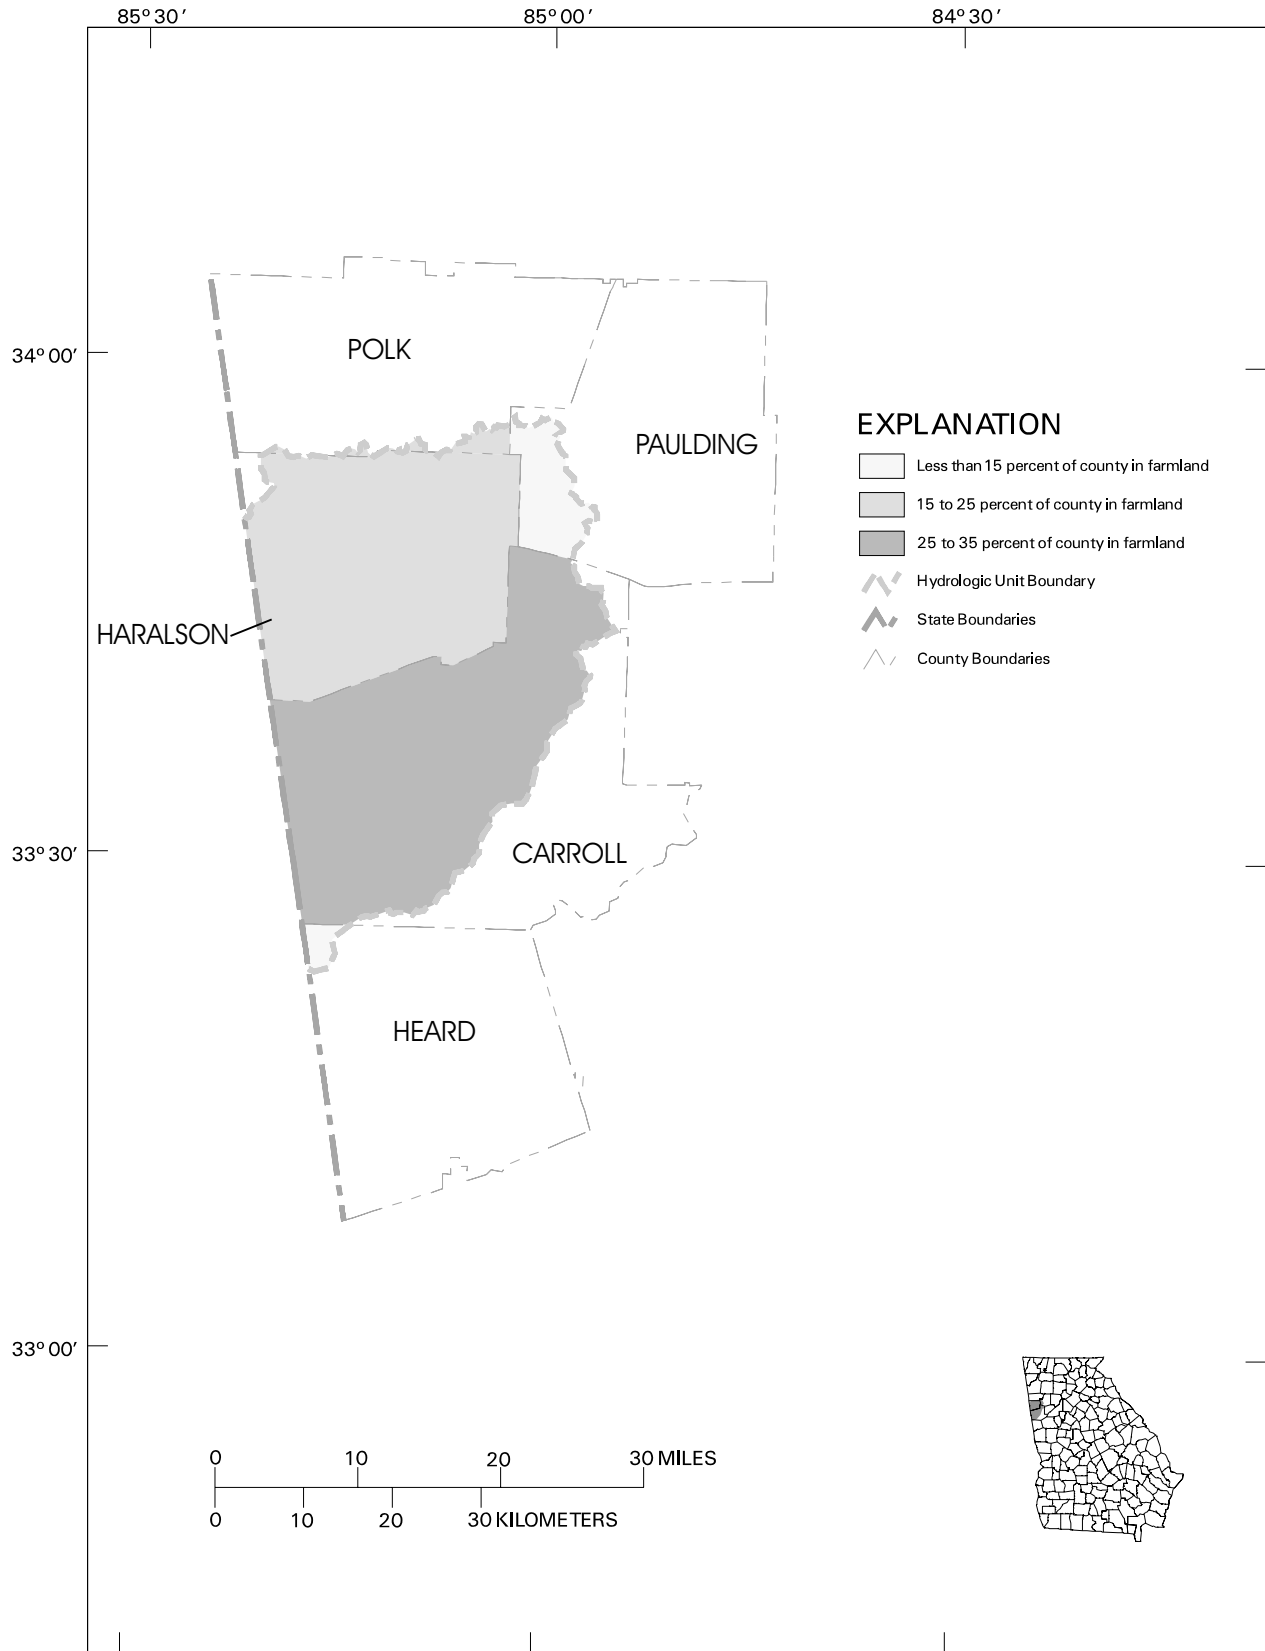 85° 30’ 85° 00’ 84° 30’
34° 00’
POLK
PAULDING
EXPLANATION
Less than 15 percent of county in farmland
15 to 25 percent of county in farmland
25 to 35 percent of county in farmland
Hydrologic Unit Boundary
State Boundaries
County Boundaries
HARALSON
33° 30’
CARROLL
HEARD
33° 00’
0 10 20 30 MILES
0 10 20 30 KILOMETERS